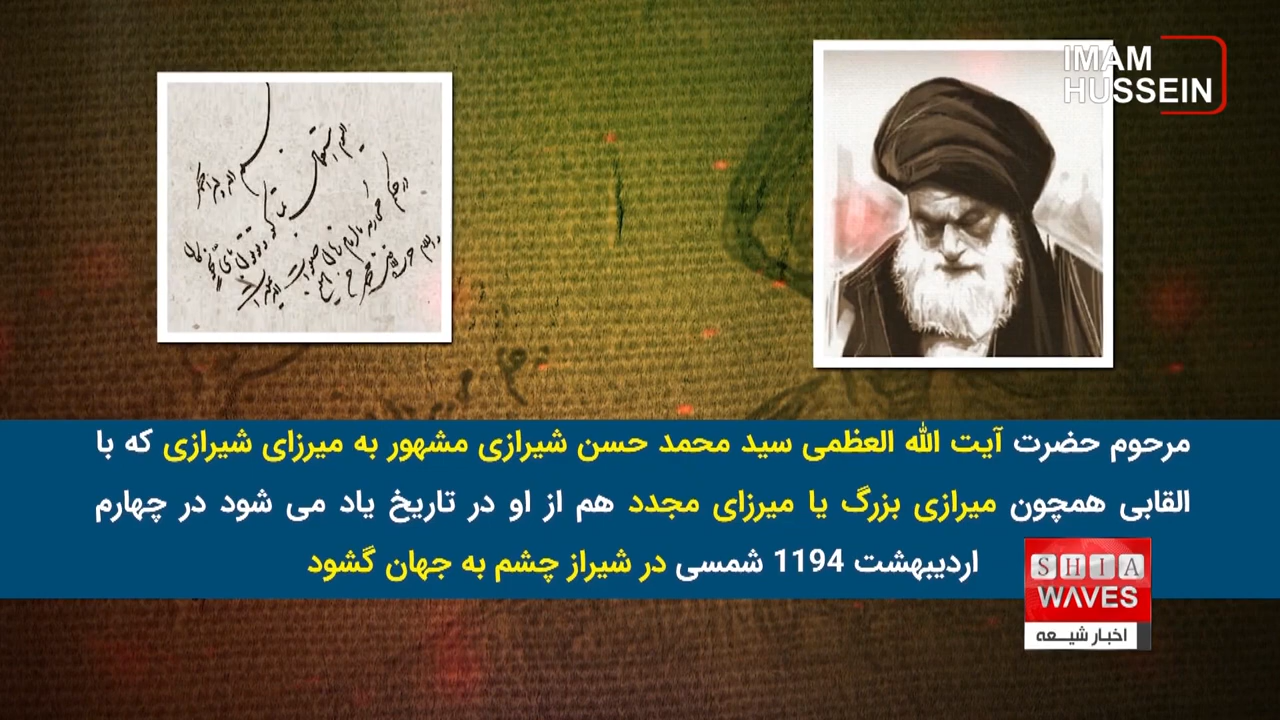 IMAM
HUSSEIN
مرحوم حضرت آیت الله العظمی سید محمد حسن شیرازی مشهور به میرزای شیرازی که با
القابی همچون میرازی بزرگ یا میرزای مجدد هم از او در تاریخ یاد می شود در چهارم
اردیبهشت 1194 شمسی در شیراز چشم به جهان گشود
SHIA
WAVES
اخبار شیعه